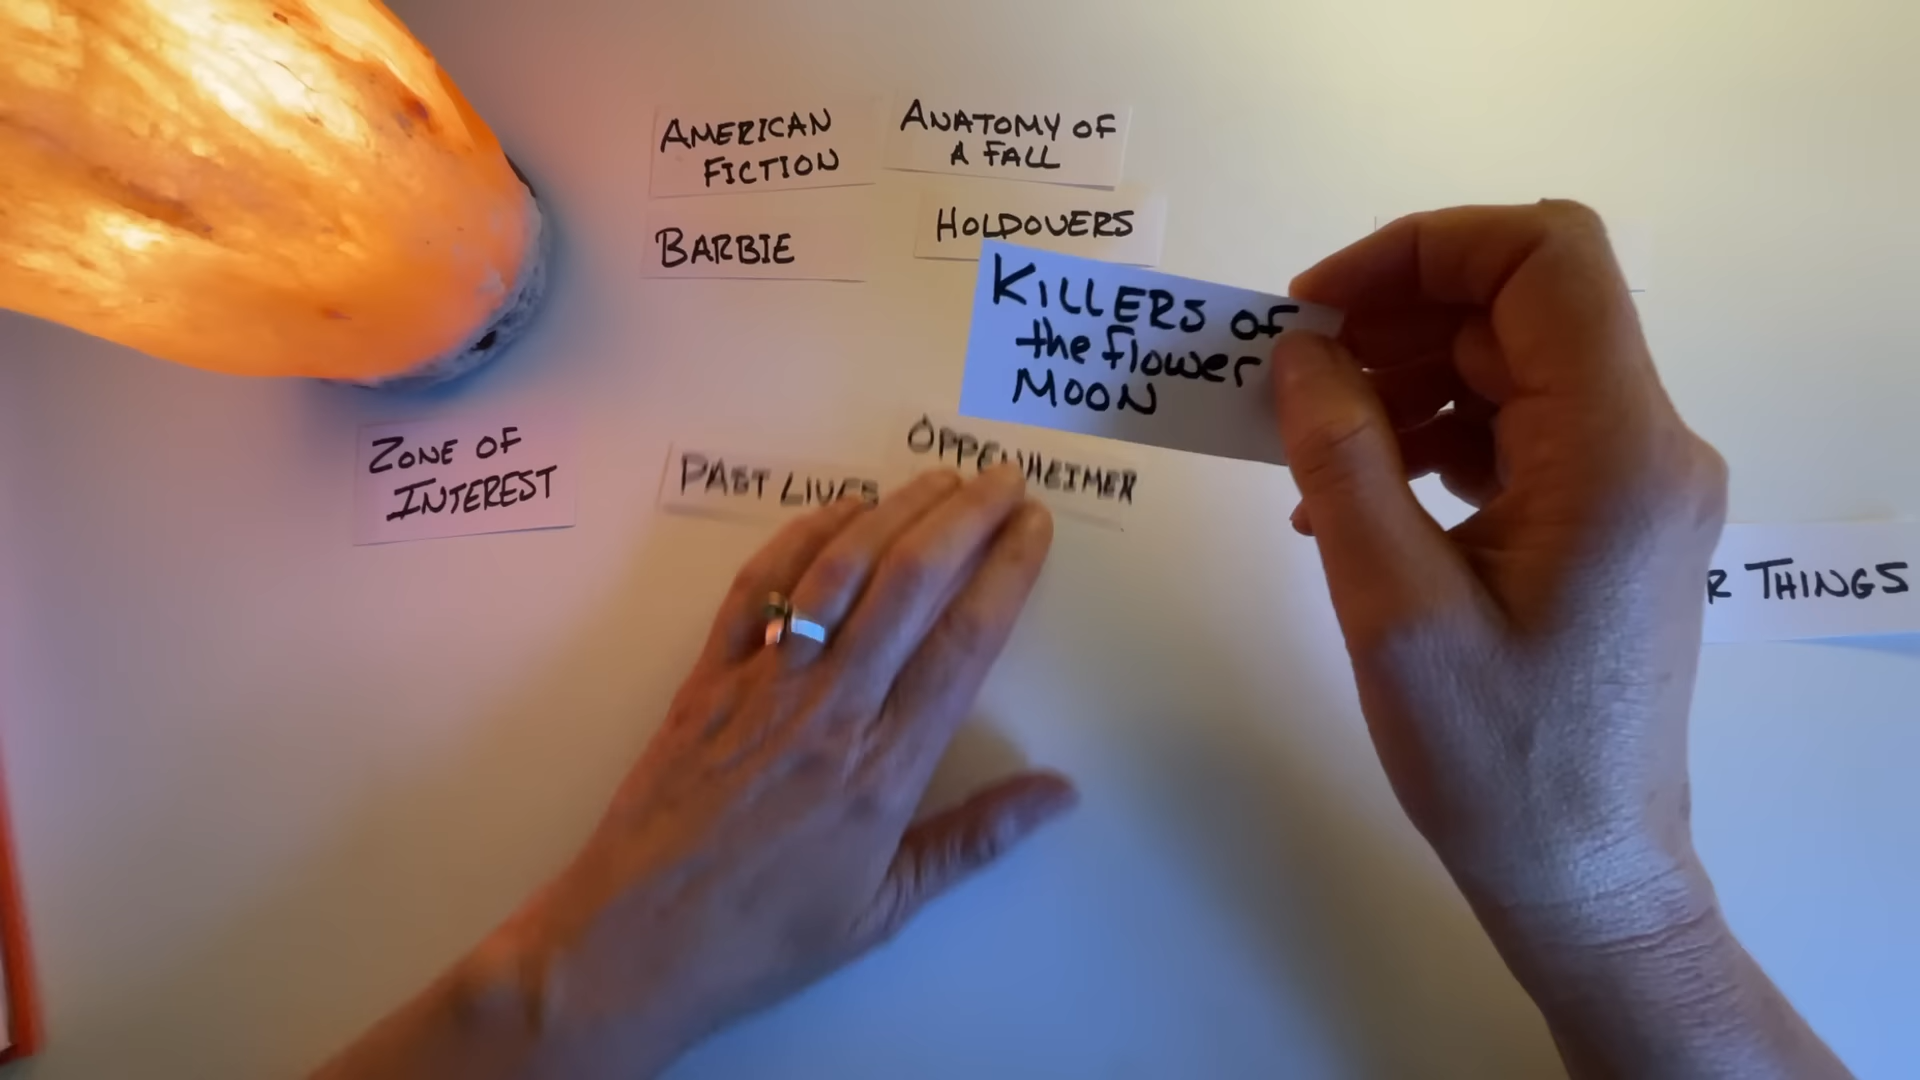 AMERICAN
FICTION
ANATOMY OF
A FALL
BARBIE
HOLDOVERS
KILLERS OF
the flower
MOON
ZONE OF
INTEREST
PAST LIVES
OPPENHEIMER
R THINGS